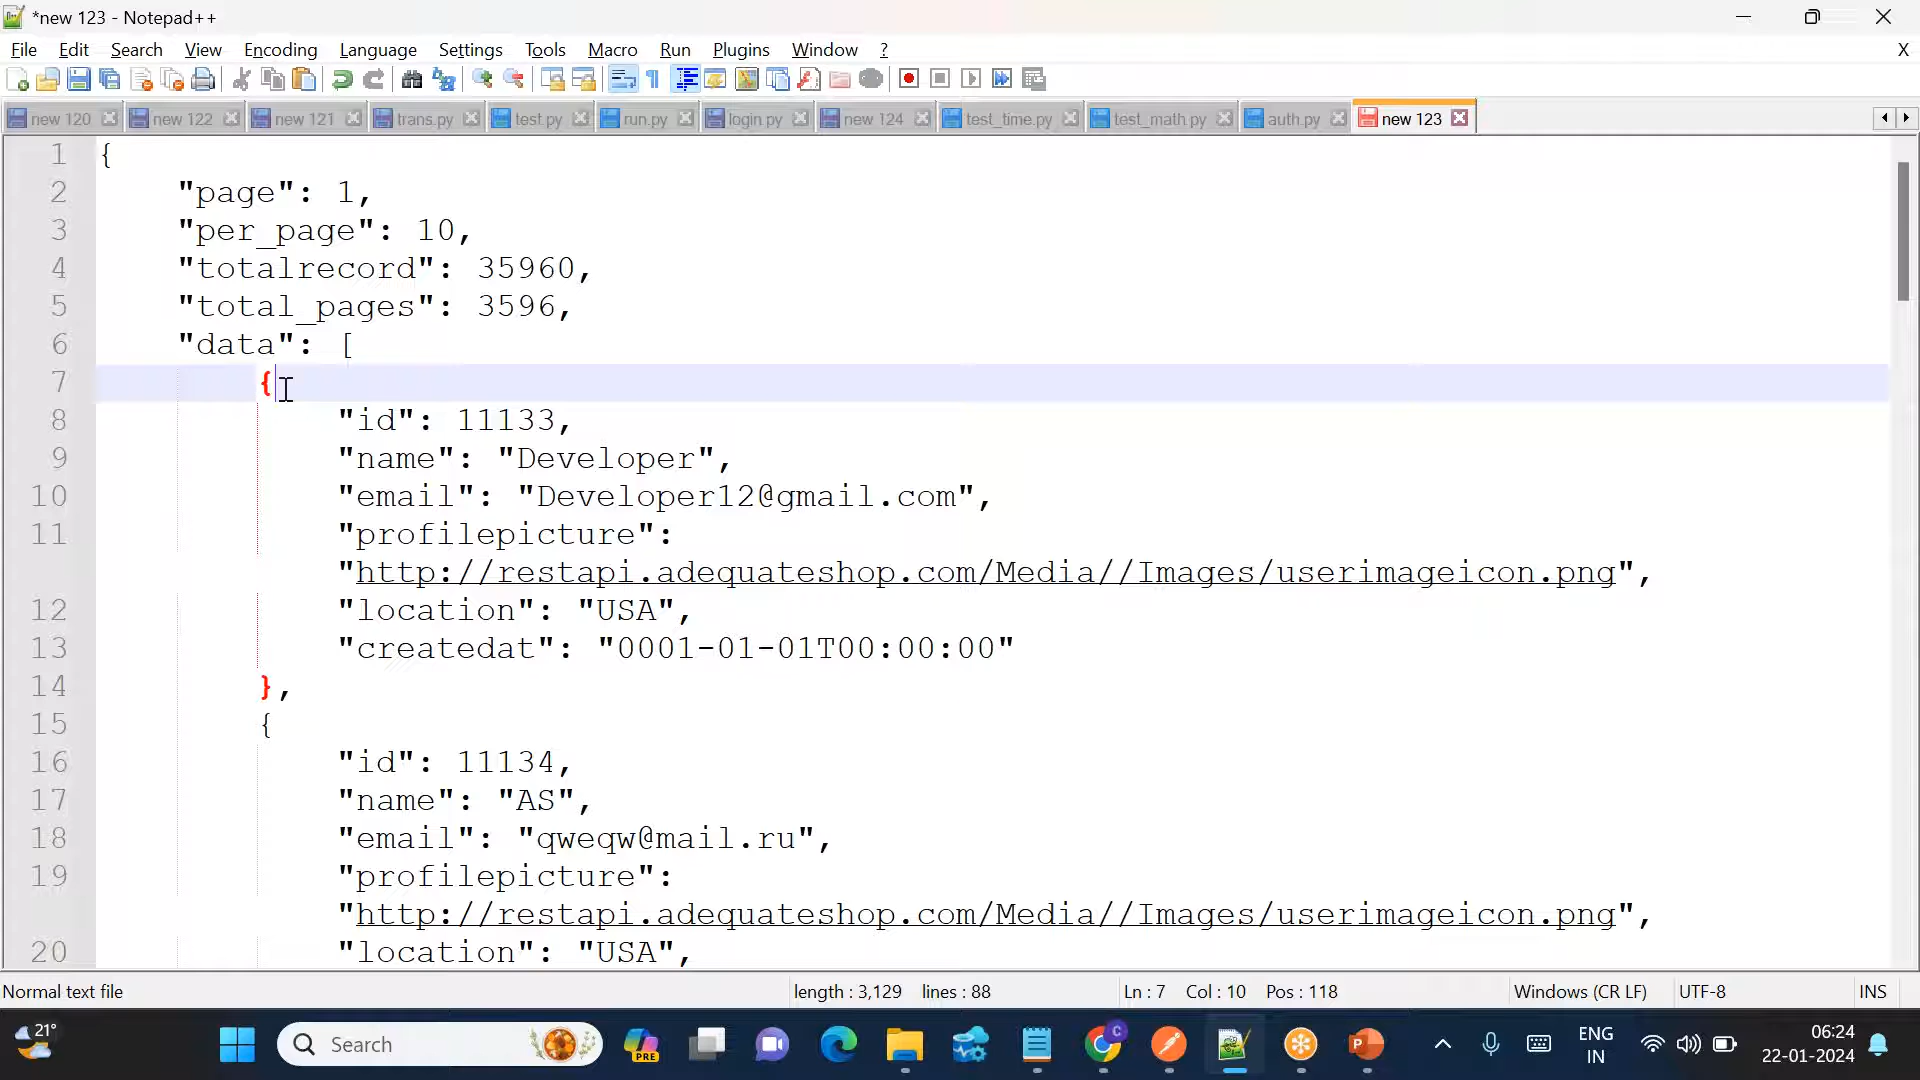 *new 123 - Notepad++
File Edit Search View Encoding Language Settings Tools Macro Run Plugins Window ? X
new 120 new 122 new 121 trans.py test.py run.py login.py new 124 test_time.py test_math.py auth.py new 123
1 {
2 "page": 1,
3 "per_page": 10,
4 "totalrecord": 35960,
5 "total_pages": 3596,
6 "data": [
7 {
8 "id": 11133,
9 "name": "Developer",
10 "email": "Developer12@gmail.com",
11 "profilepicture":
"http://restapi.adequateshop.com/Media//Images/userimageicon.png",
12 "location": "USA",
13 "createdat": "0001-01-01T00:00:00"
14 },
15 {
16 "id": 11134,
17 "name": "AS",
18 "email": "qweqw@mail.ru",
19 "profilepicture":
"http://restapi.adequateshop.com/Media//Images/userimageicon.png",
20 "location": "USA",
Normal text file length : 3,129 lines : 88 Ln : 7 Col : 10 Pos : 118 Windows (CR LF) UTF-8 INS
21° Search PRE C P ENG 06:24
IN 22-01-2024